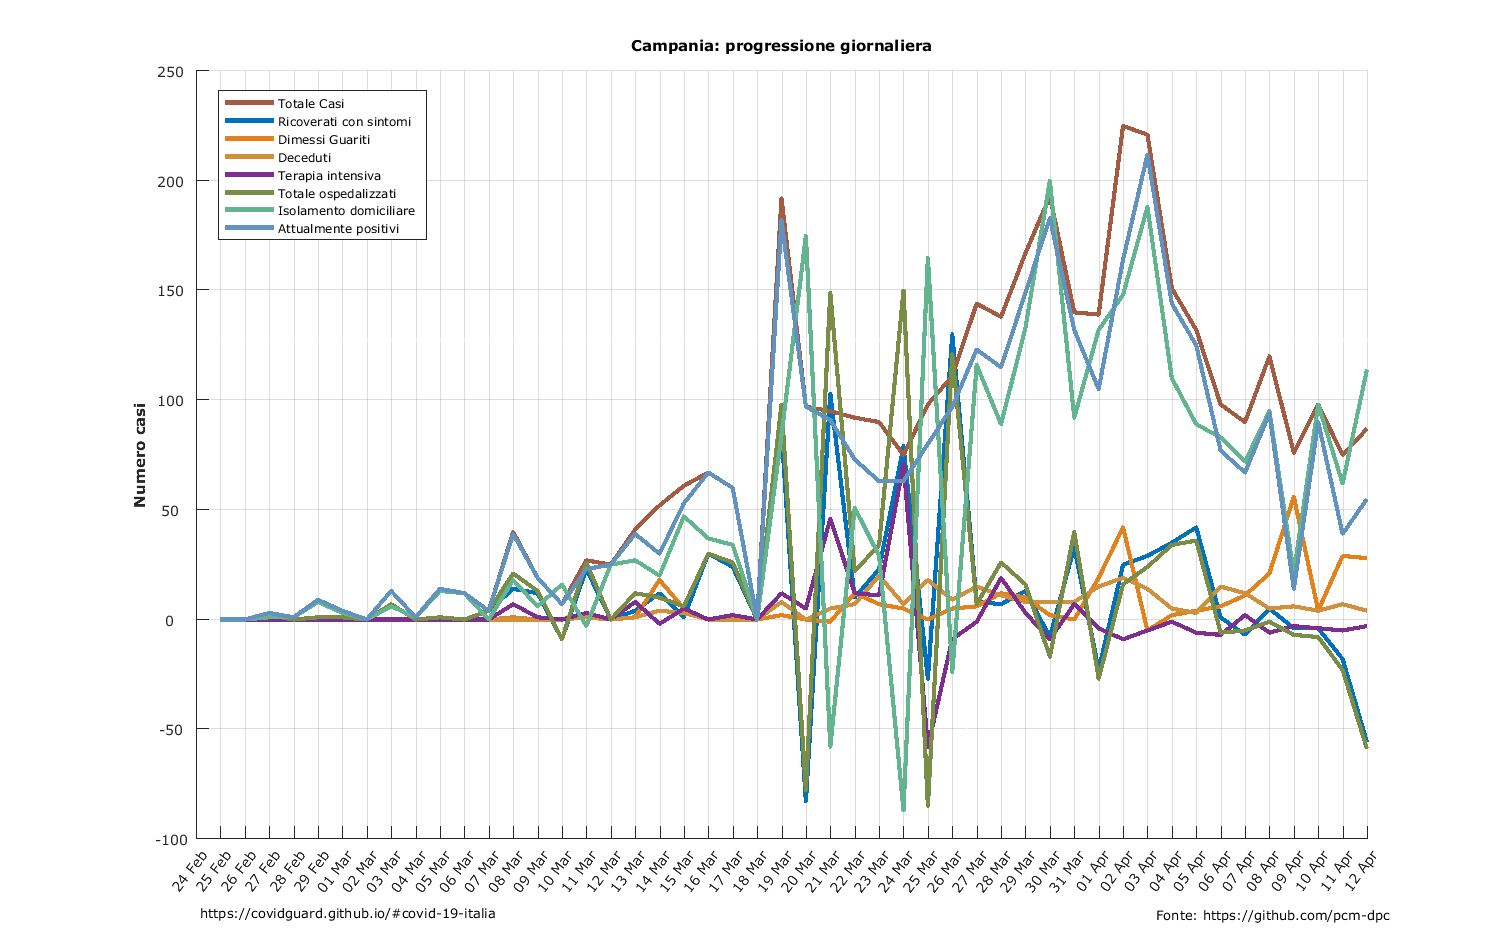 Campania: progressione giornaliera
250
200
150
100
50
0
-50
-100
Numero casi
Totale Casi
Ricoverati con sintomi
Dimessi Guariti
Deceduti
Terapia intensiva
Totale ospedalizzati
Isolamento domiciliare
Attualmente positivi
24 Feb
25 Feb
26 Feb
27 Feb
28 Feb
29 Feb
01 Mar
02 Mar
03 Mar
04 Mar
05 Mar
06 Mar
07 Mar
08 Mar
09 Mar
10 Mar
11 Mar
12 Mar
13 Mar
14 Mar
15 Mar
16 Mar
17 Mar
18 Mar
19 Mar
20 Mar
21 Mar
22 Mar
23 Mar
24 Mar
25 Mar
26 Mar
27 Mar
28 Mar
29 Mar
30 Mar
31 Mar
01 Apr
02 Apr
03 Apr
04 Apr
05 Apr
06 Apr
07 Apr
08 Apr
09 Apr
10 Apr
11 Apr
12 Apr
https://covidguard.github.io/#covid-19-italia
Fonte: https://github.com/pcm-dpc